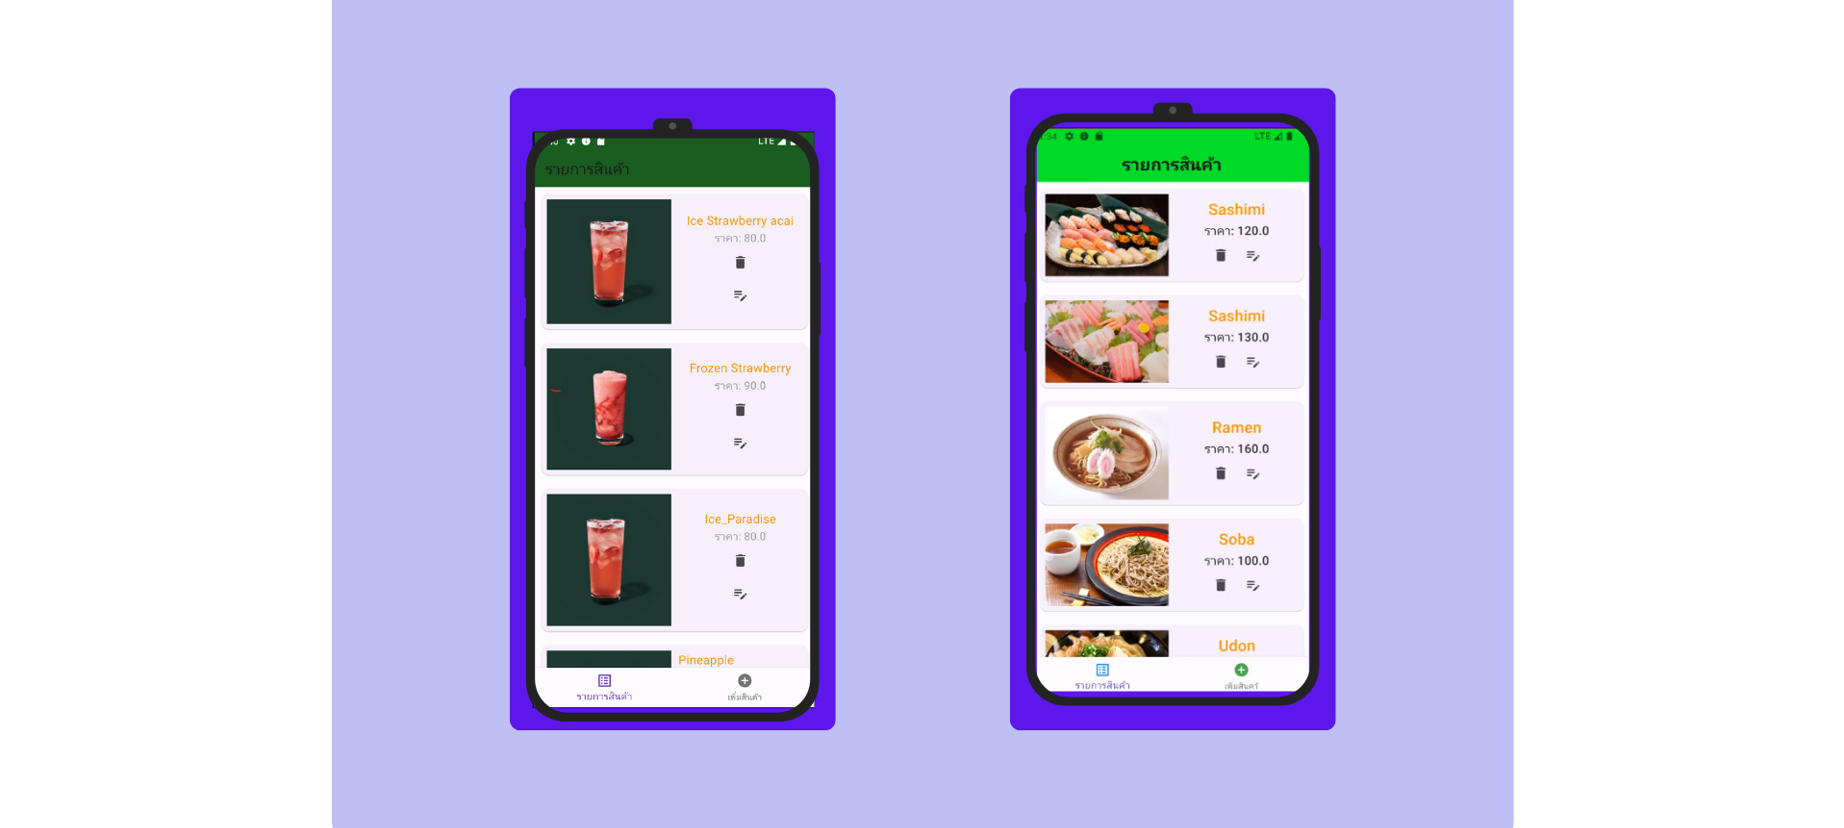 LTE
รายการสินค้า
Ice Strawberry acai
ราคา: 80.0
Frozen Strawberry
ราคา: 90.0
Ice_Paradise
ราคา: 80.0
Pineapple
รายการสินค้า
เพิ่มสินค้า
:34
LTE
รายการสินค้า
Sashimi
ราคา: 120.0
Sashimi
ราคา: 130.0
Ramen
ราคา: 160.0
Soba
ราคา: 100.0
Udon
รายการสินค้า
เพิ่มสินค้า